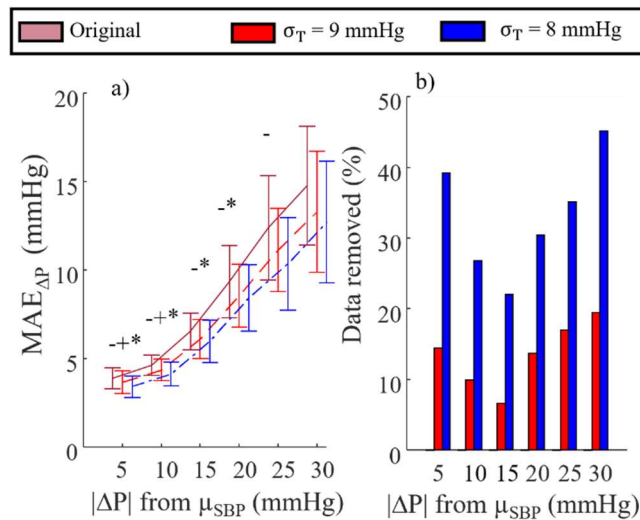 Original
σT = 9 mmHg
σT = 8 mmHg
a)
b)
MAEΔP (mmHg)
20
15
10
5
0
-+*
-+*
-*
-*
-
5 10 15 20 25 30
|ΔP| from μSBP (mmHg)
Data removed (%)
50
40
30
20
10
0
5 10 15 20 25 30
|ΔP| from μSBP (mmHg)